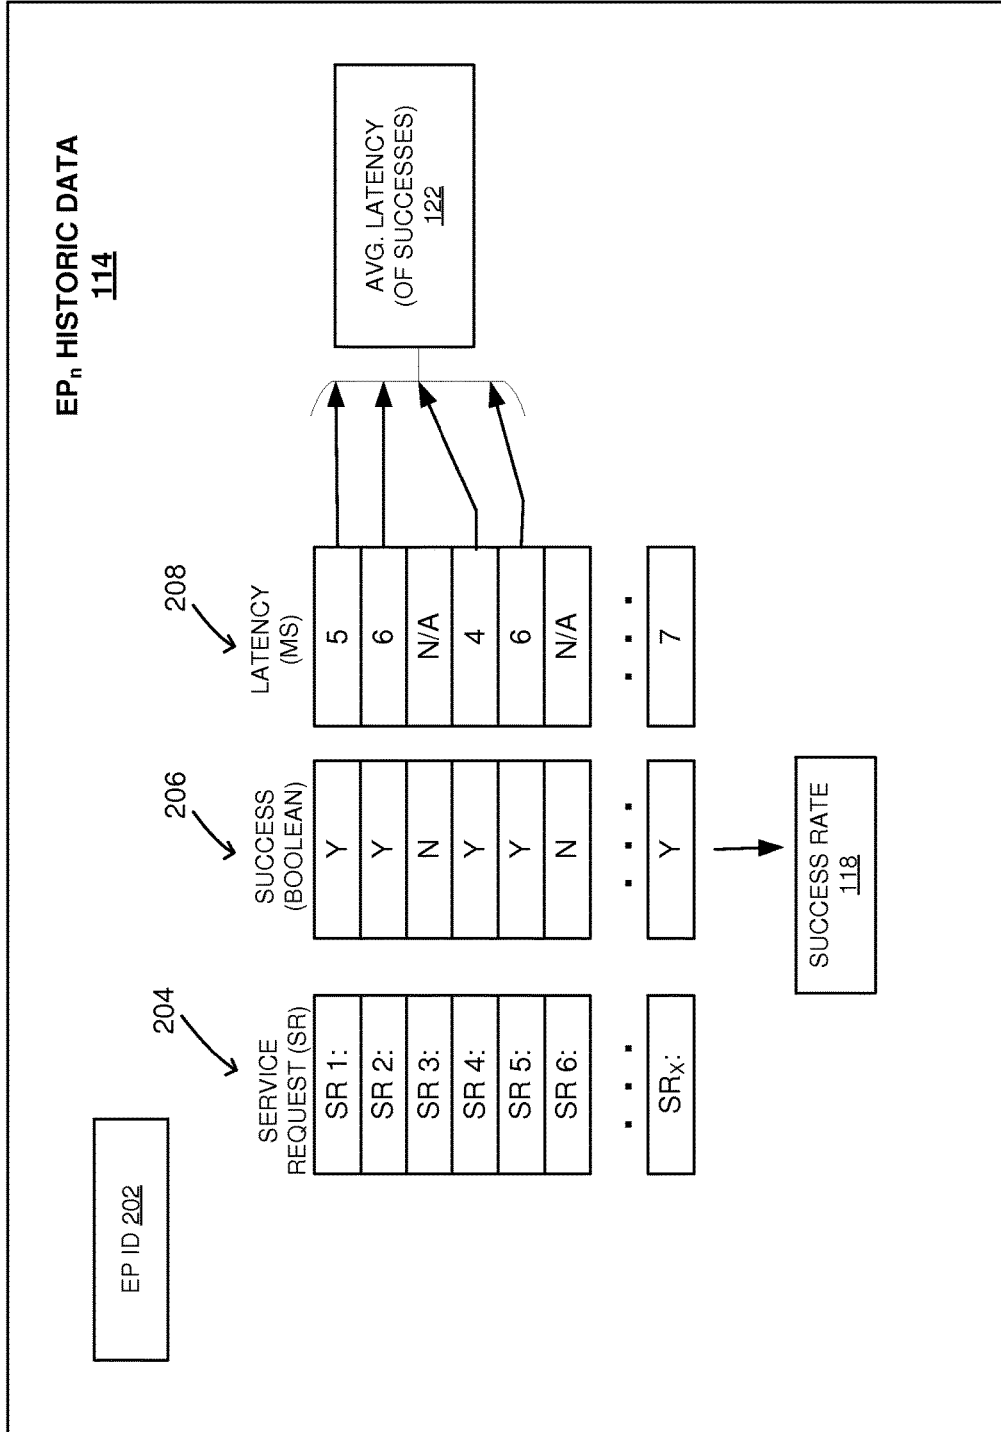 EPn HISTORIC DATA
114
EP ID 202
204
206
208
SERVICE
REQUEST (SR)
SUCCESS
(BOOLEAN)
LATENCY
(MS)
SR 1: Y 5
SR 2: Y 6
SR 3: N N/A
SR 4: Y 4
SR 5: Y 6
SR 6: N N/A
. . . . . . . . .
SRX: Y 7
AVG. LATENCY
(OF SUCCESSES)
122
SUCCESS RATE
118